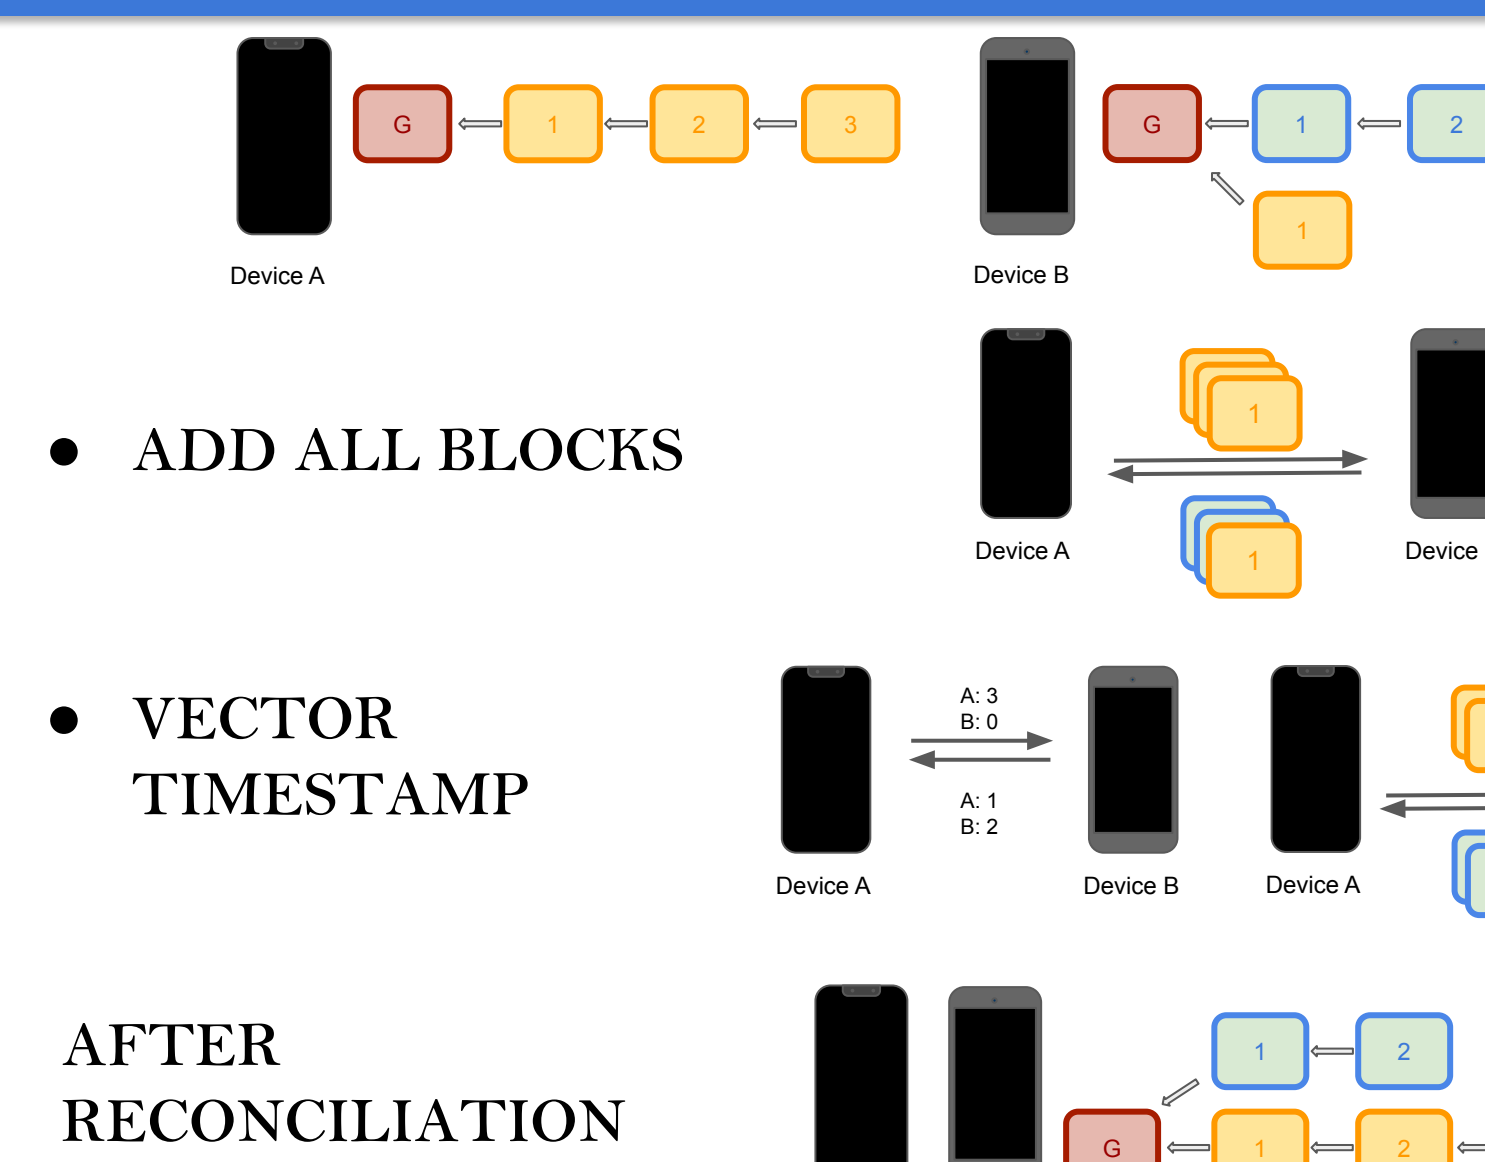 G 1 2 3
G 1 2
1
Device A
Device B
1
● ADD ALL BLOCKS
1
Device A
Device
● VECTOR
TIMESTAMP
A: 3
B: 0
A: 1
B: 2
Device A
Device B
Device A
AFTER
RECONCILIATION
1 2
G 1 2